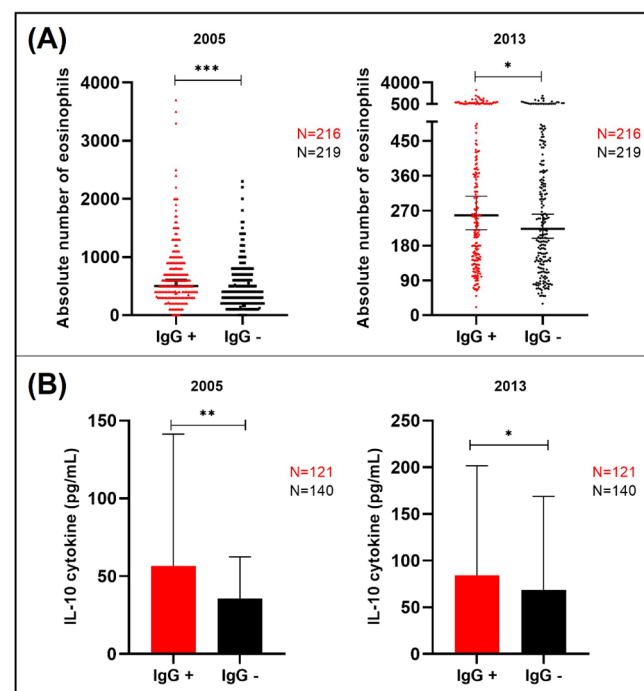 (A)
2005
Absolute number of eosinophils
4000
3000
2000
1000
0
***
N=216
N=219
IgG +
IgG -
2013
Absolute number of eosinophils
4000
500
450
360
270
180
90
0
*
N=216
N=219
IgG +
IgG -
(B)
2005
IL-10 cytokine (pg/mL)
150
100
50
0
**
N=121
N=140
IgG +
IgG -
2013
IL-10 cytokine (pg/mL)
250
200
150
100
50
0
*
N=121
N=140
IgG +
IgG -